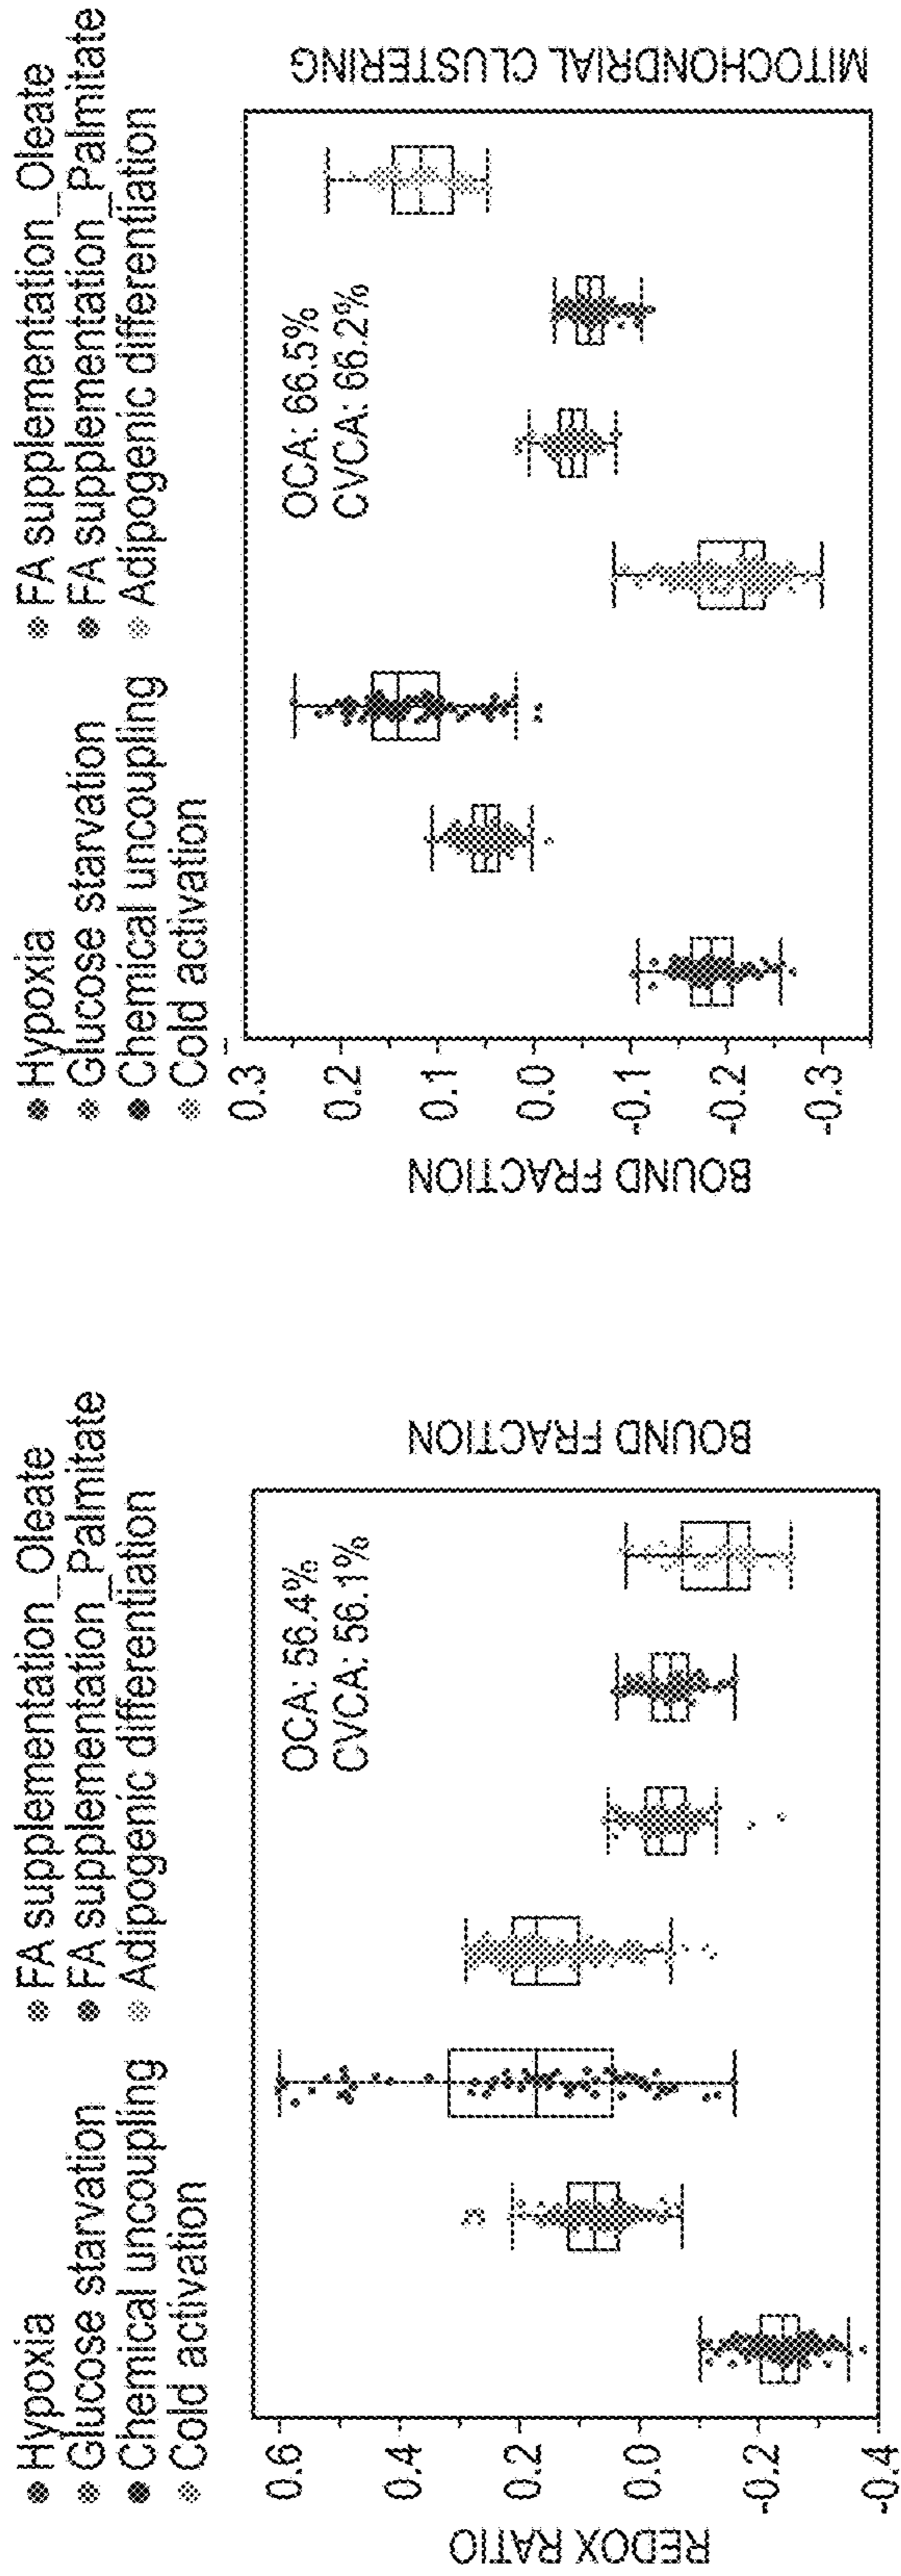 Hypoxia
Glucose starvation
Chemical uncoupling
Cold activation
FA supplementation_Oleate
FA supplementation_Palmitate
Adipogenic differentiation
REDOX RATIO
0.6
0.4
0.2
0.0
-0.2
-0.4
OCA: 56.4%
CVCA: 56.1%
BOUND FRACTION
Hypoxia
Glucose starvation
Chemical uncoupling
Cold activation
FA supplementation_Oleate
FA supplementation_Palmitate
Adipogenic differentiation
BOUND FRACTION
0.3
0.2
0.1
0.0
-0.1
-0.2
-0.3
OCA: 66.5%
CVCA: 66.2%
MITOCHONDRIAL CLUSTERING